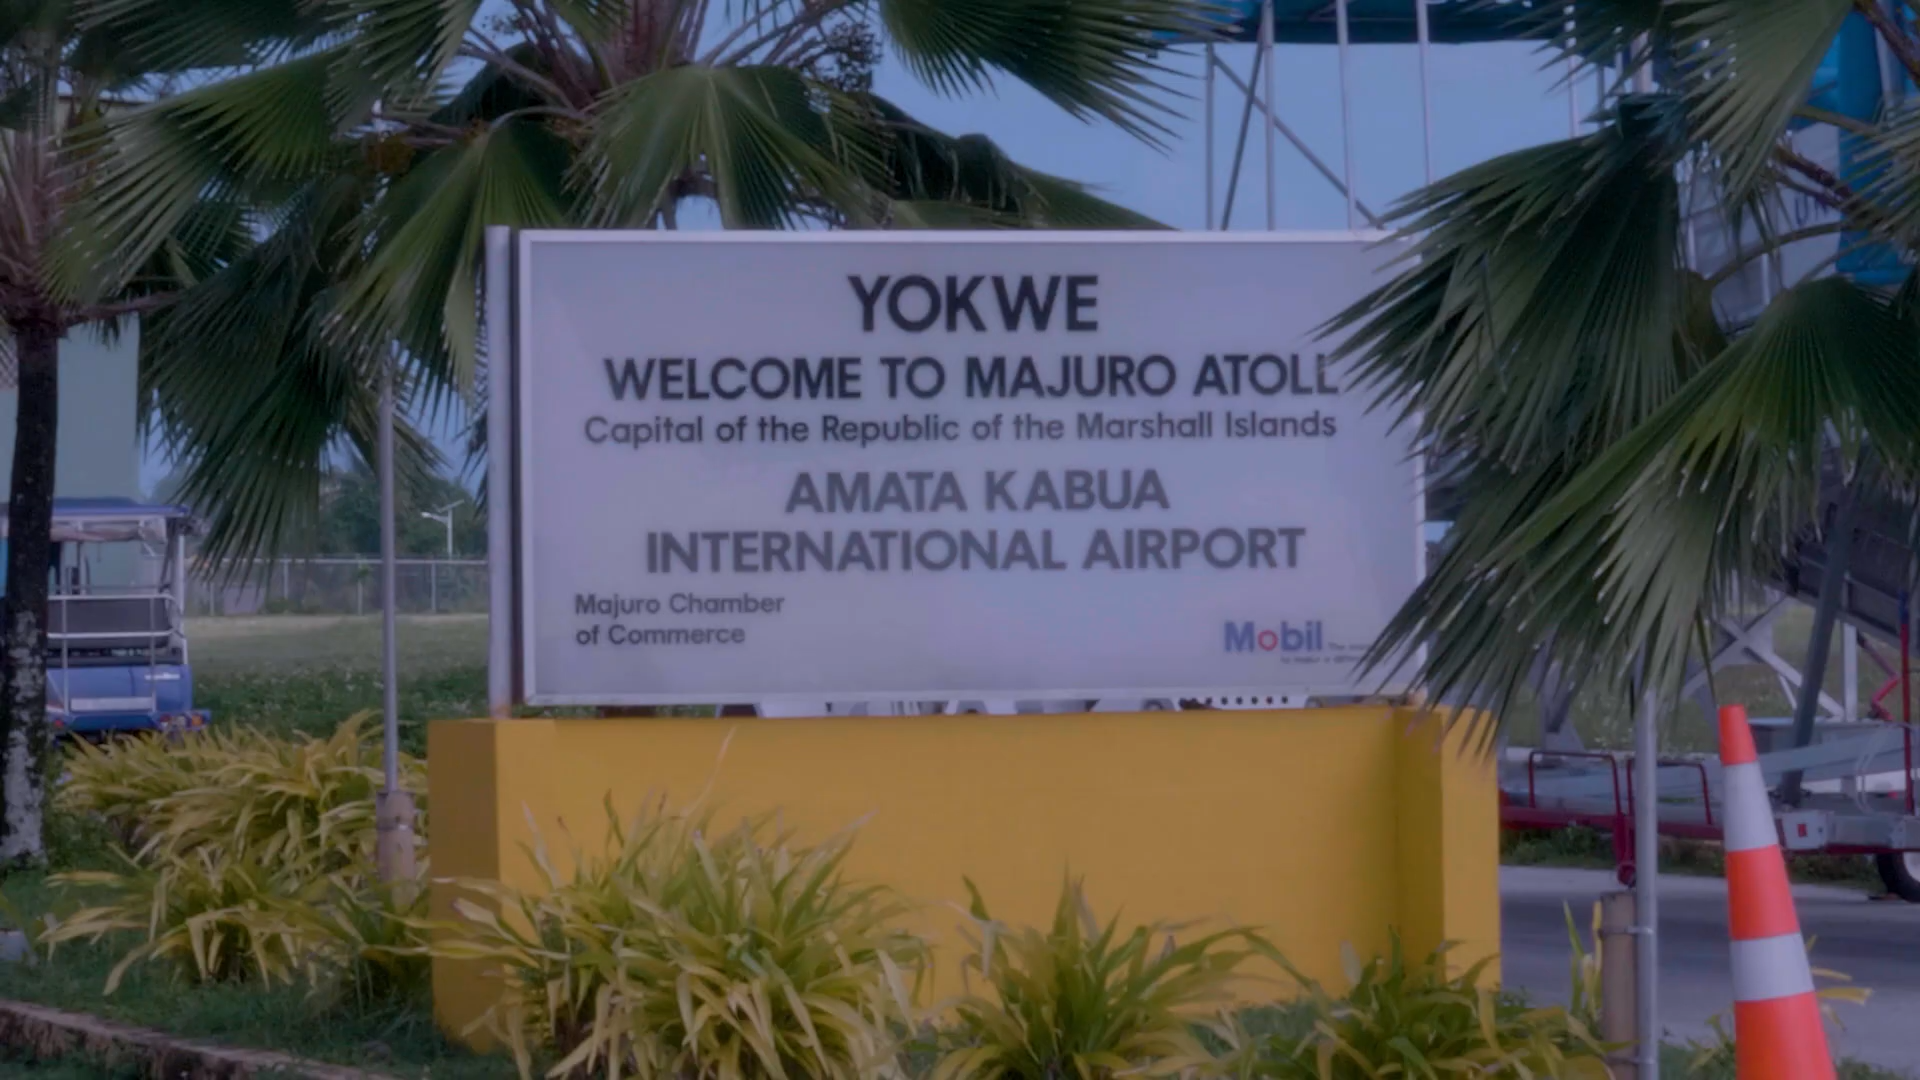 YOKWE
WELCOME TO MAJURO ATOLL
Capital of the Republic of the Marshall Islands
AMATA KABUA
INTERNATIONAL AIRPORT
Majuro Chamber
of Commerce
Mobil